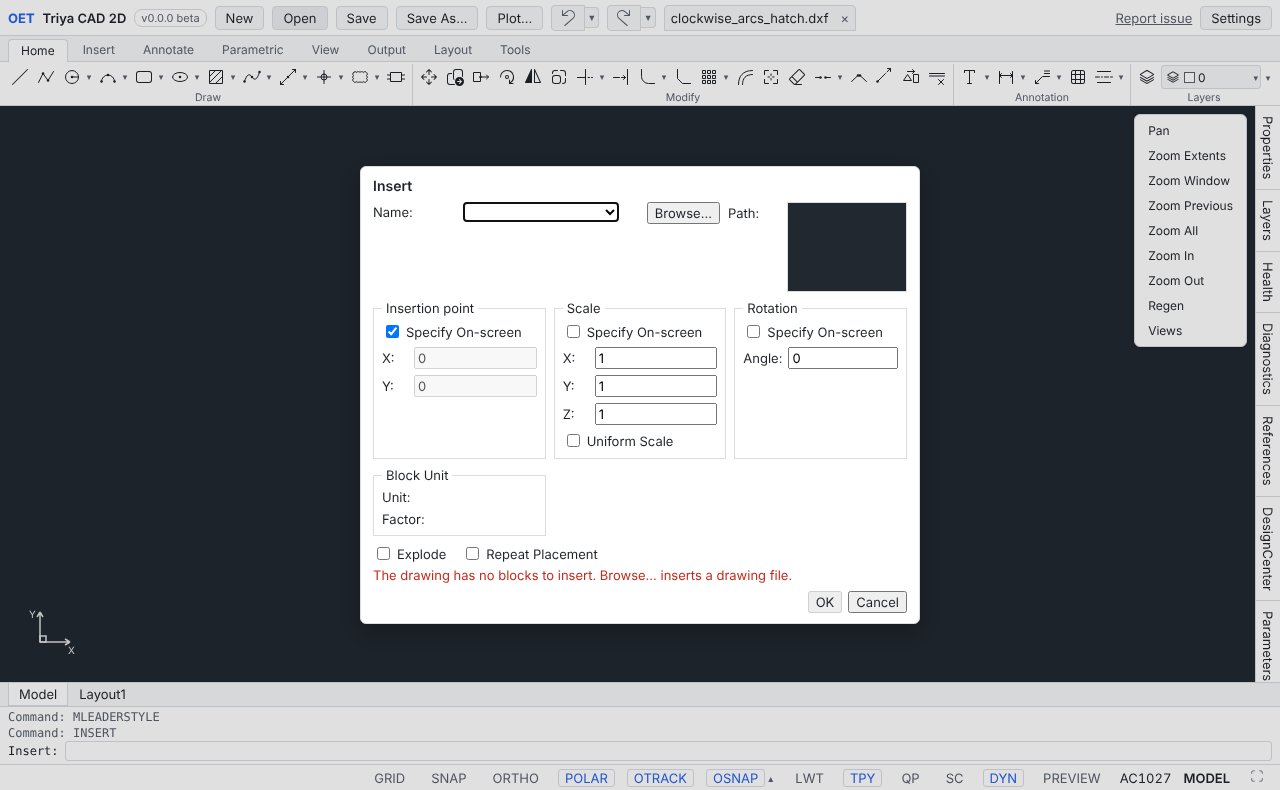 OET Triya CAD 2D v0.0.0 beta New Open Save Save As... Plot... clockwise_arcs_hatch.dxf × Report issue Settings
Home Insert Annotate Parametric View Output Layout Tools
0
Draw Modify Annotation Layers
Pan
Zoom Extents
Zoom Window
Zoom Previous
Zoom All
Zoom In
Zoom Out
Regen
Views
Properties
Layers
Health
Diagnostics
References
DesignCenter
Parameters
Insert
Name: Browse... Path:
Insertion point
Specify On-screen
X: 0
Y: 0
Scale
Specify On-screen
X: 1
Y: 1
Z: 1
Uniform Scale
Rotation
Specify On-screen
Angle: 0
Block Unit
Unit:
Factor:
Explode Repeat Placement
The drawing has no blocks to insert. Browse... inserts a drawing file.
OK Cancel
Y
X
Model Layout1
Command: MLEADERSTYLE
Command: INSERT
Insert:
GRID SNAP ORTHO POLAR OTRACK OSNAP LWT TPY QP SC DYN PREVIEW AC1027 MODEL